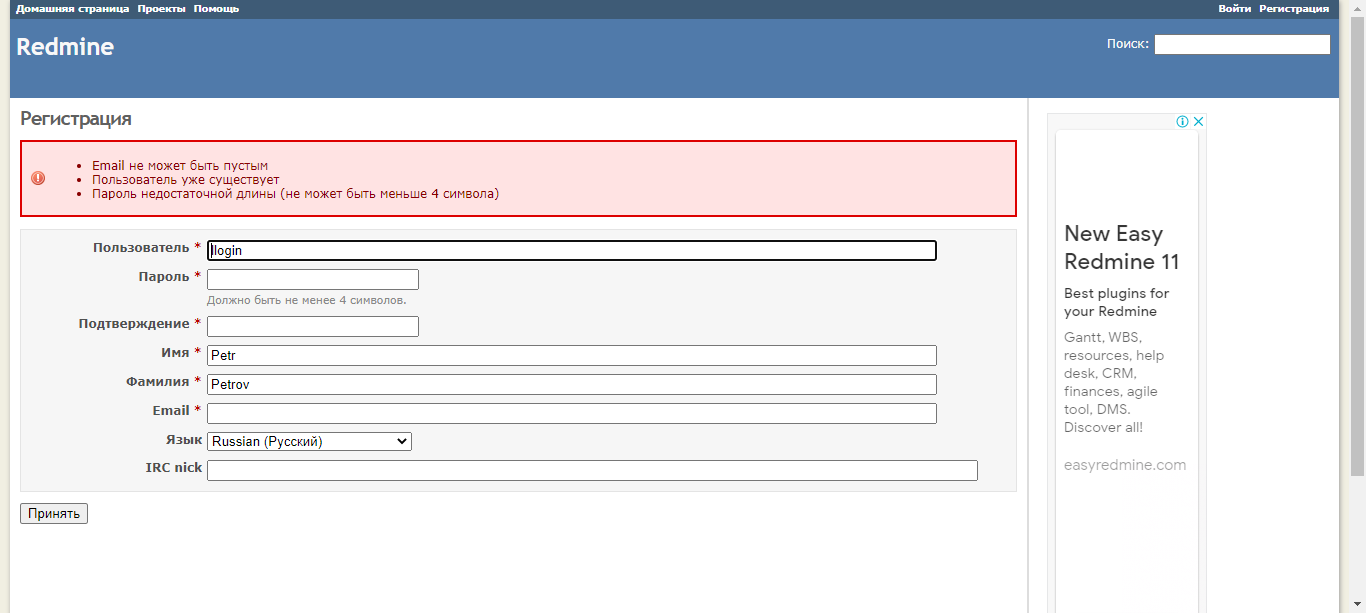 Домашняя страница Проекты Помощь
Войти Регистрация
Redmine
Поиск:
Регистрация
Email не может быть пустым
Пользователь уже существует
Пароль недостаточной длины (не может быть меньше 4 символа)
Пользователь * login
Пароль *
Должно быть не менее 4 символов.
Подтверждение *
Имя * Petr
Фамилия * Petrov
Email *
Язык Russian (Русский)
IRC nick
Принять
New Easy
Redmine 11
Best plugins for
your Redmine
Gantt, WBS,
resources, help
desk, CRM,
finances, agile
tool, DMS.
Discover all!
easyredmine.com